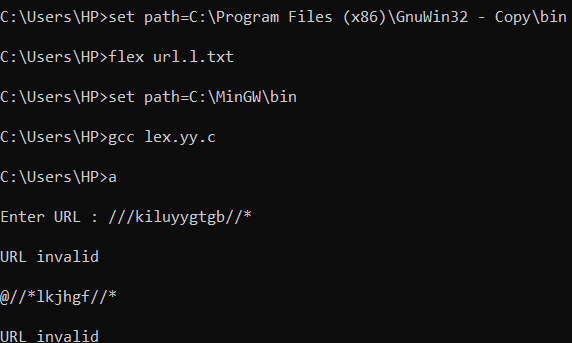 C:\Users\HP>set path=C:\Program Files (x86)\GnuWin32 - Copy\bin
C:\Users\HP>flex url.l.txt
C:\Users\HP>set path=C:\MinGW\bin
C:\Users\HP>gcc lex.yy.c
C:\Users\HP>a
Enter URL : ///kiluyygtgb//*
URL invalid
@//*lkjhgf//*
URL invalid